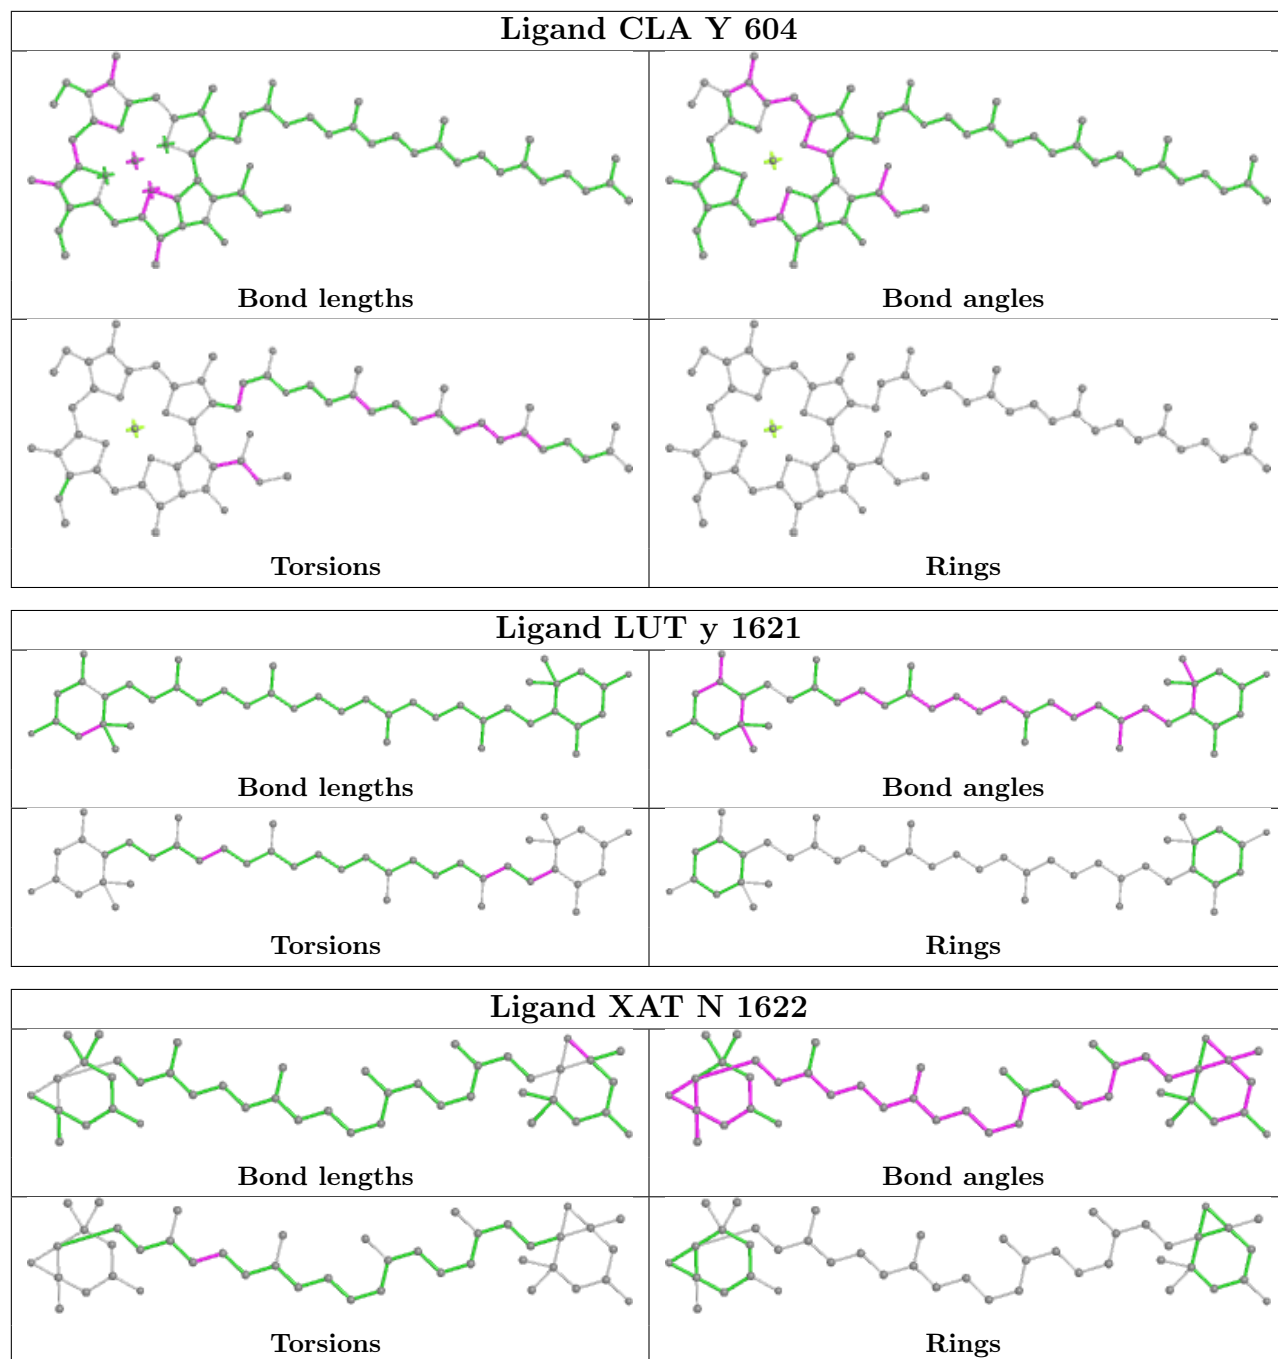 Ligand CLA Y 604
Bond lengths
Bond angles
Torsions
Rings
Ligand LUT y 1621
Bond lengths
Bond angles
Torsions
Rings
Ligand XAT N 1622
Bond lengths
Bond angles
Torsions
Rings